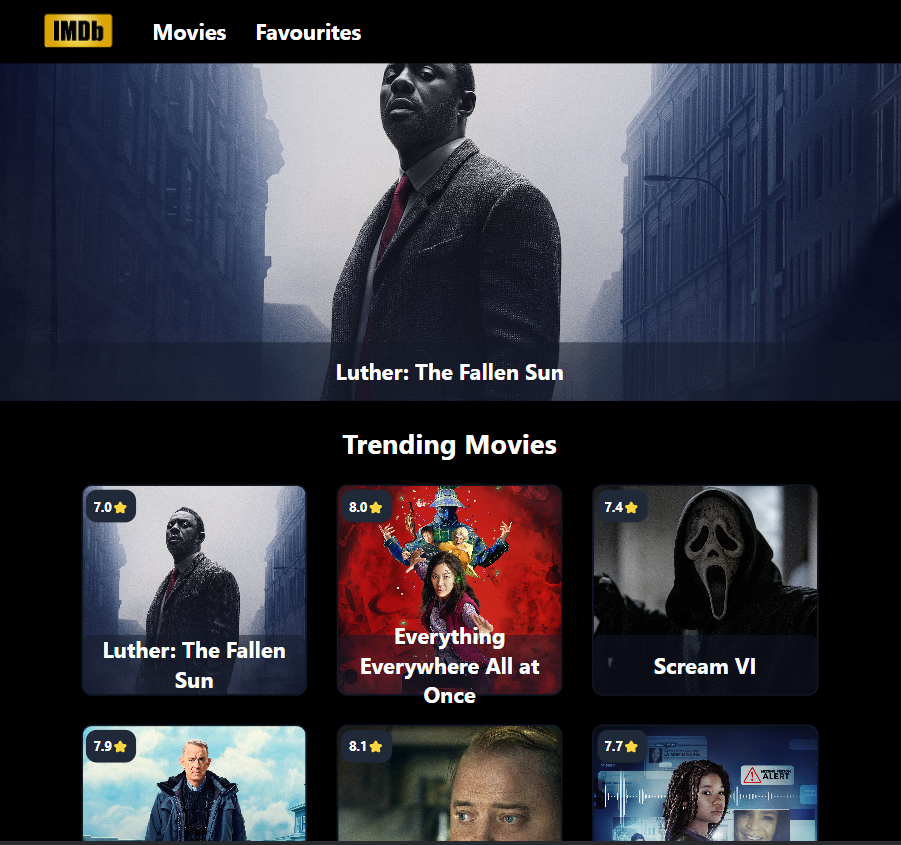 IMDb
Movies
Favourites
Luther: The Fallen Sun
Trending Movies
7.0
Luther: The Fallen
Sun
8.0
Everything
Everywhere All at
Once
7.4
Scream VI
7.9
8.1
7.7
ALERT